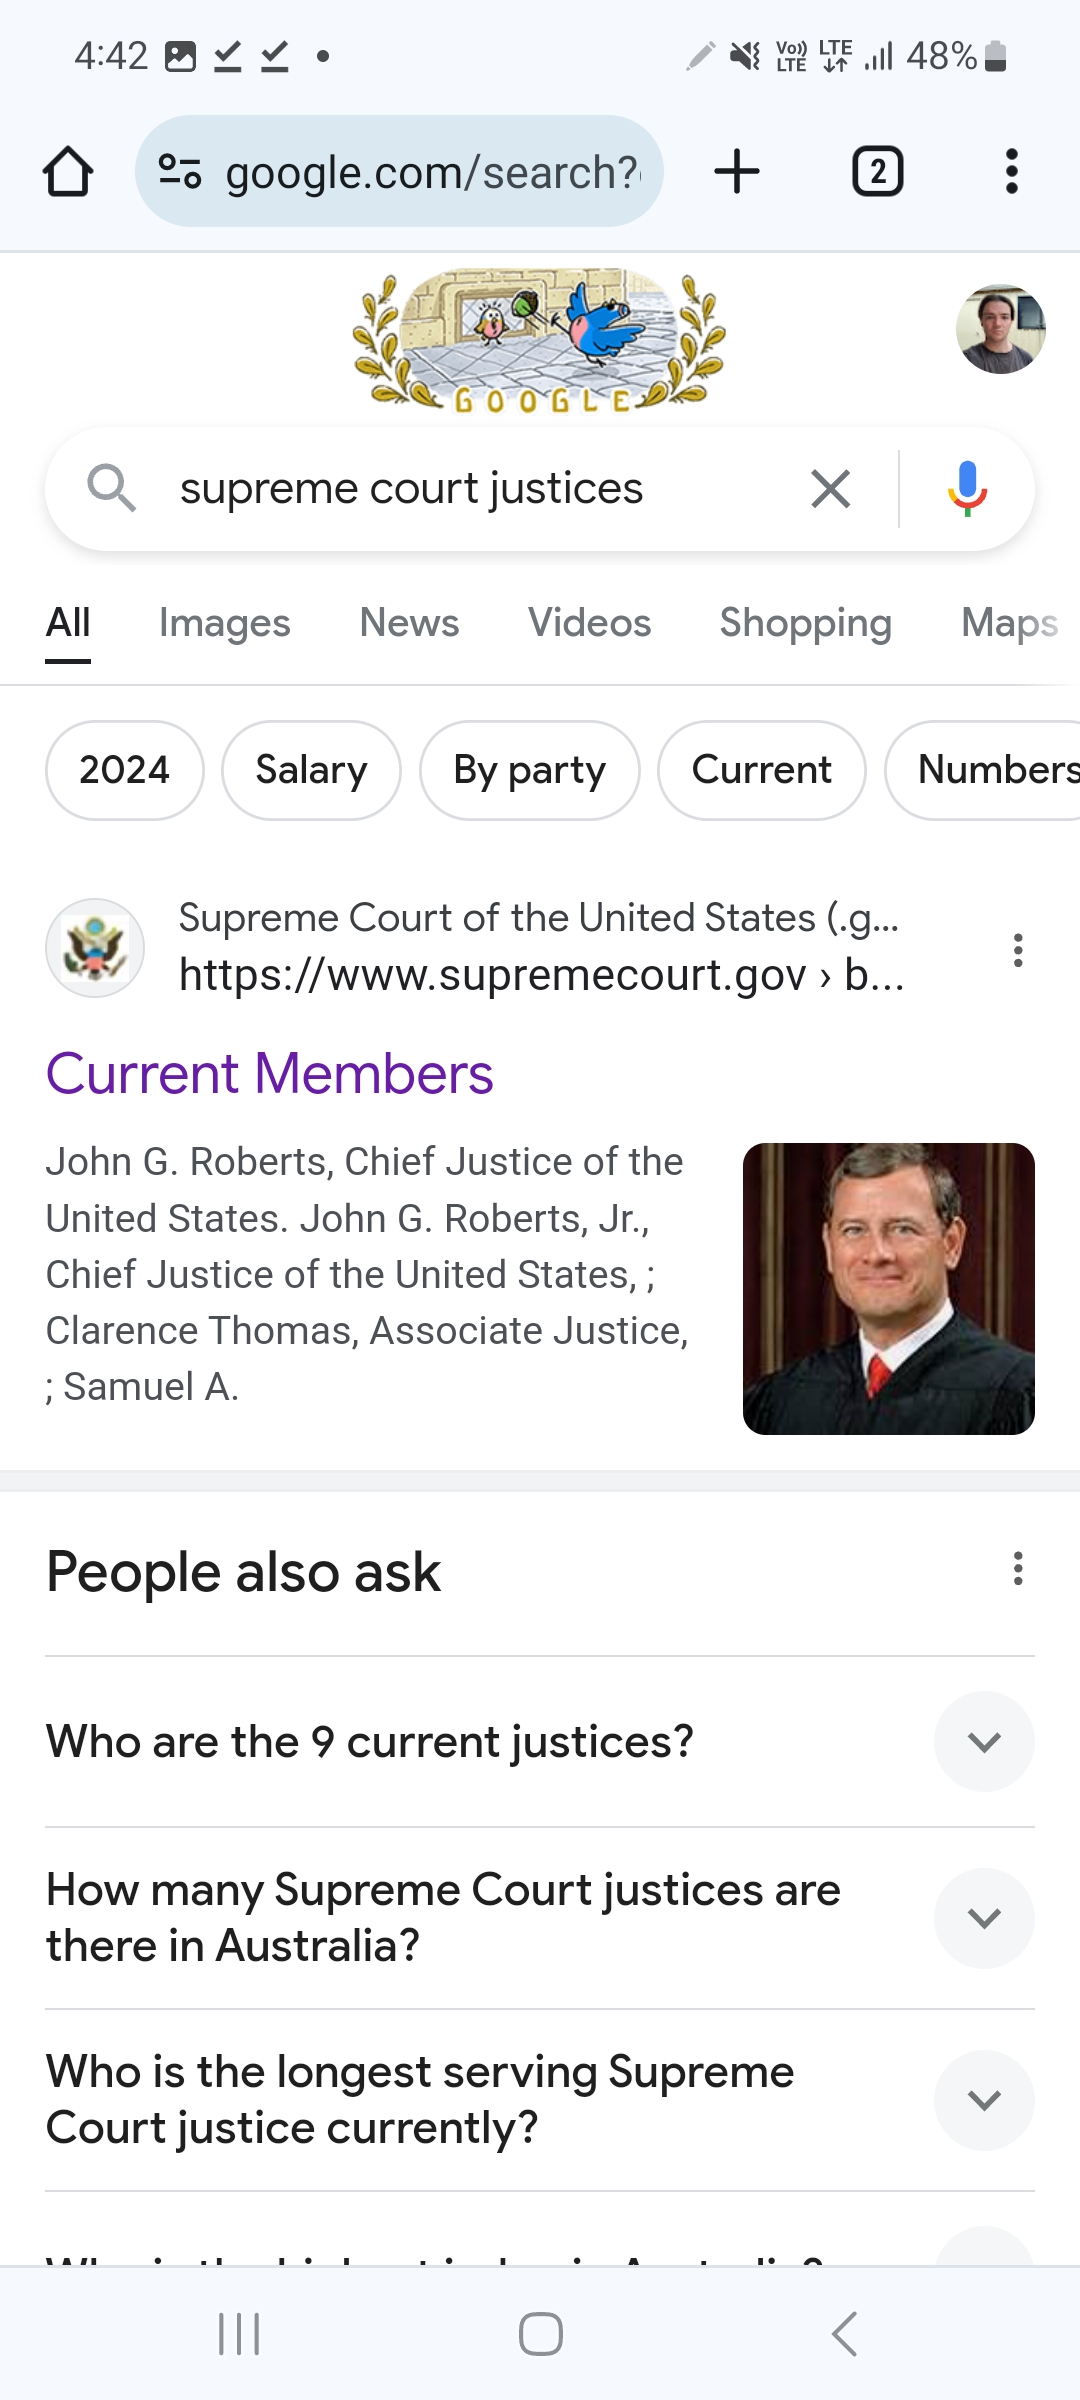 4:42
Vo)) LTE LTE 48%
google.com/search?
2
GOOGLE
supreme court justices
All Images News Videos Shopping Maps
2024 Salary By party Current Numbers
Supreme Court of the United States (.g...
https://www.supremecourt.gov › b...
Current Members
John G. Roberts, Chief Justice of the
United States. John G. Roberts, Jr.,
Chief Justice of the United States, ;
Clarence Thomas, Associate Justice,
; Samuel A.
People also ask
Who are the 9 current justices?
How many Supreme Court justices are
there in Australia?
Who is the longest serving Supreme
Court justice currently?